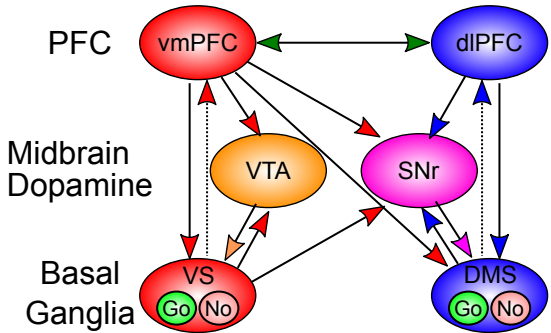 PFC
vmPFC
dlPFC
Midbrain
Dopamine
VTA
SNr
Basal
Ganglia
VS
Go
No
DMS
Go
No